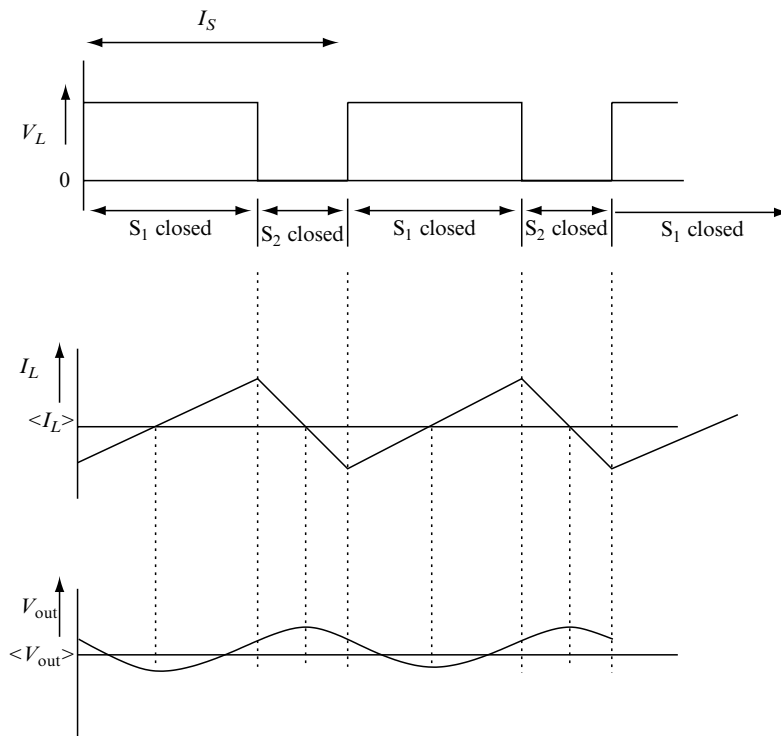 I_S
V_L
0
S₁ closed
S₂ closed
S₁ closed
S₂ closed
S₁ closed
I_L
<I_L>
V_out
<V_out>